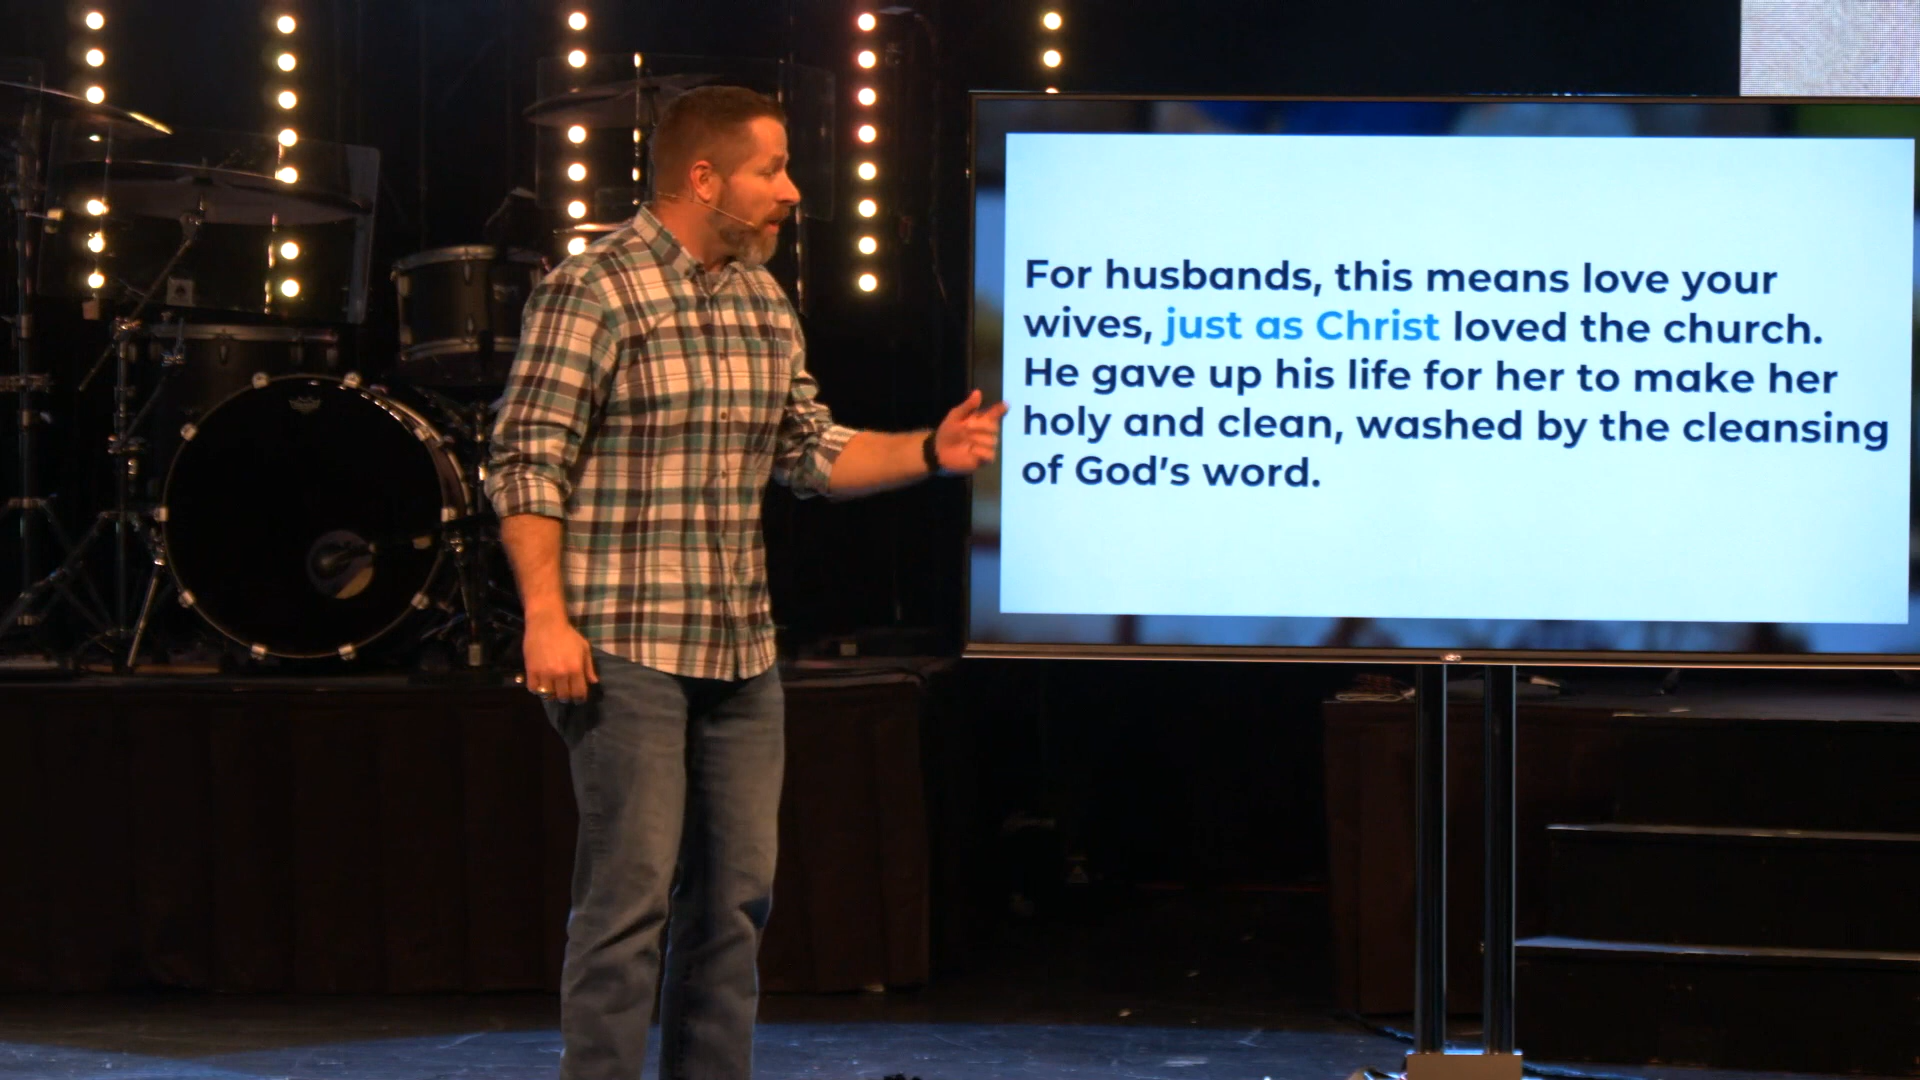 For husbands, this means love your
wives, just as Christ loved the church.
He gave up his life for her to make her
holy and clean, washed by the cleansing
of God's word.